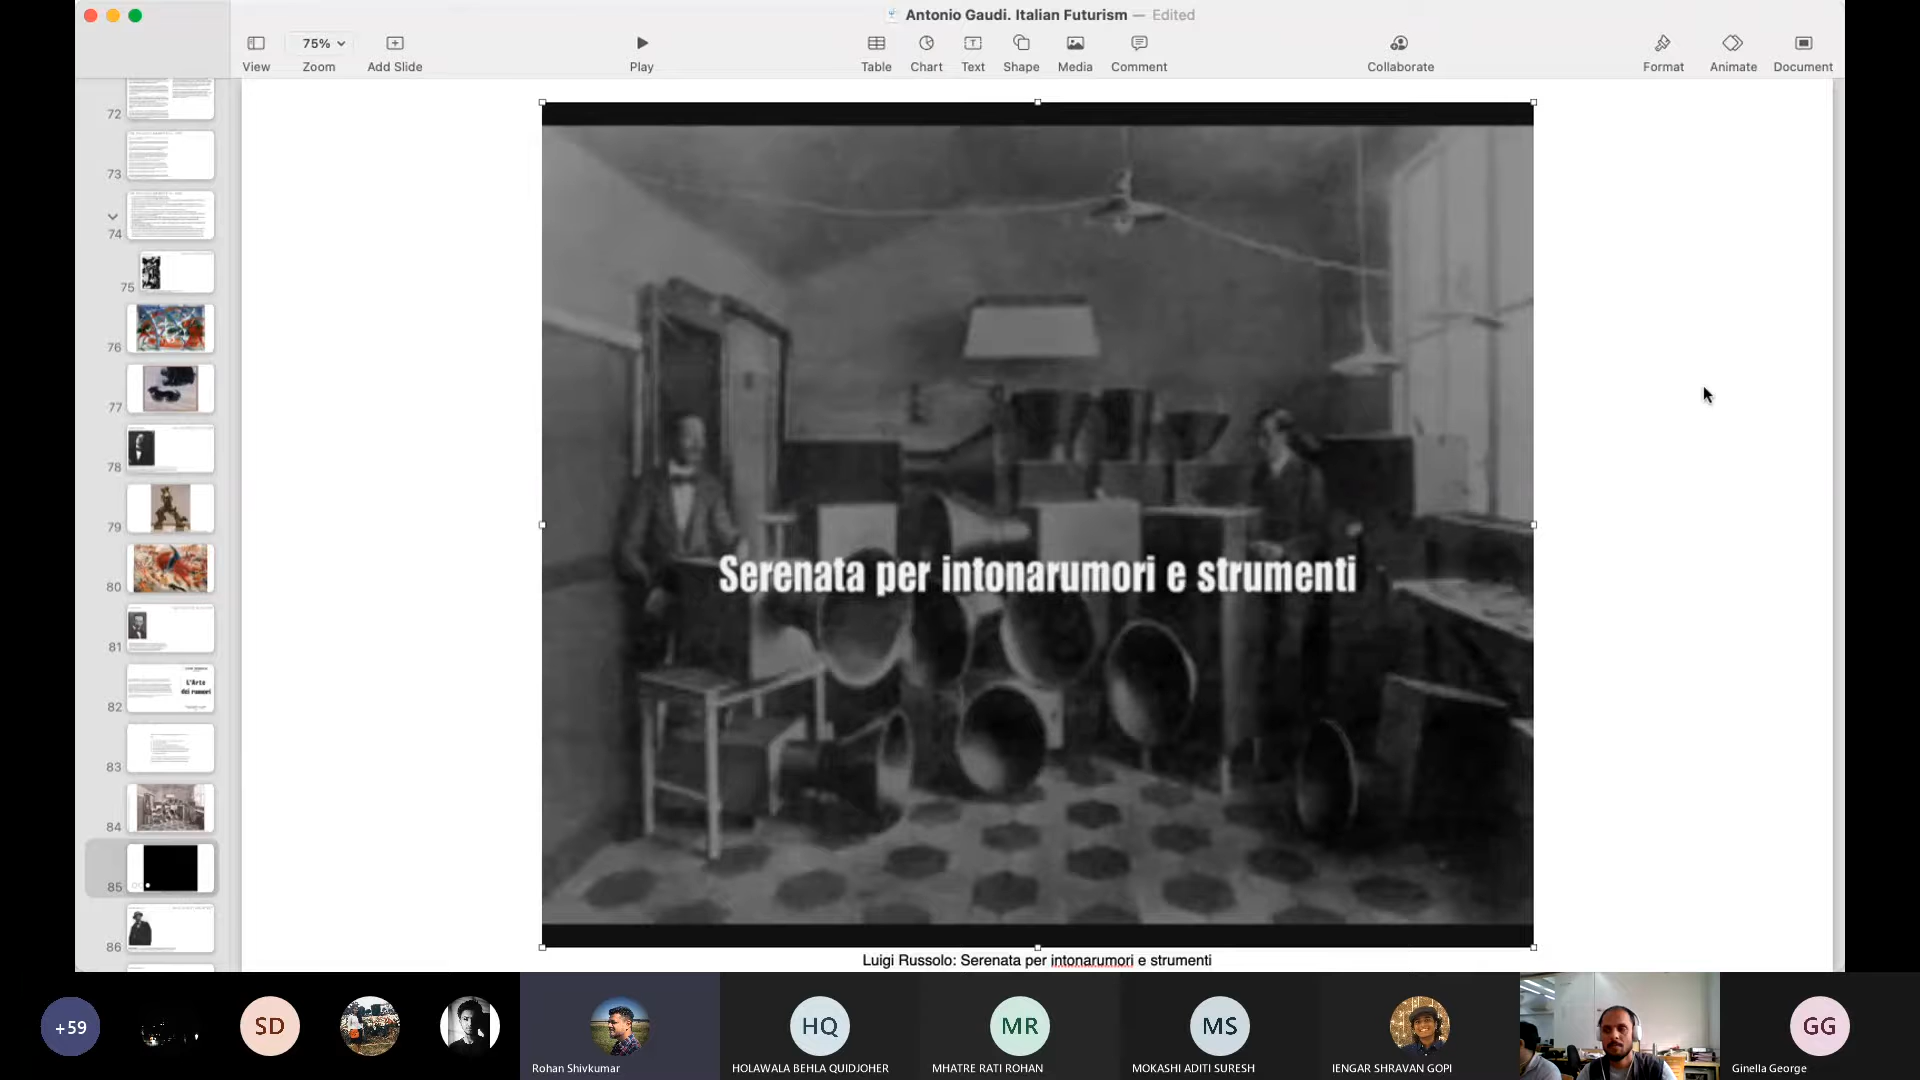 Antonio Gaudi. Italian Futurism — Edited
75%
View
Zoom
Add Slide
Play
Table
Chart
Text
Shape
Media
Comment
Collaborate
Format
Animate
Document
72
73
74
75
76
77
78
79
80
81
L'Arte
dei rumori
82
83
84
85
86
Serenata per intonarumori e strumenti
Luigi Russolo: Serenata per intonarumori e strumenti
+59
SD
Rohan Shivkumar
HQ
HOLAWALA BEHLA QUIDJOHER
MR
MHATRE RATI ROHAN
MS
MOKASHI ADITI SURESH
IENGAR SHRAVAN GOPI
GG
Ginella George